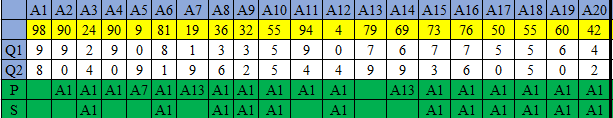 A1 A2 A3 A4 A5 A6 A7 A8 A9 A10 A11 A12 A13 A14 A15 A16 A17 A18 A19 A20
98 90 24 90 9 81 19 36 32 55 94 4 79 69 73 76 50 55 60 42
Q1 9 9 2 9 0 8 1 3 3 5 9 0 7 6 7 7 5 5 6 4
Q2 8 0 4 0 9 1 9 6 2 5 4 4 9 9 3 6 0 5 0 2
P A1 A1 A1 A7 A1 A13 A1 A1 A1 A1 A1 A13 A1 A1 A1 A1 A1 A1
S A1 A1 A1 A1 A1 A1 A1 A1 A1 A1 A1 A1